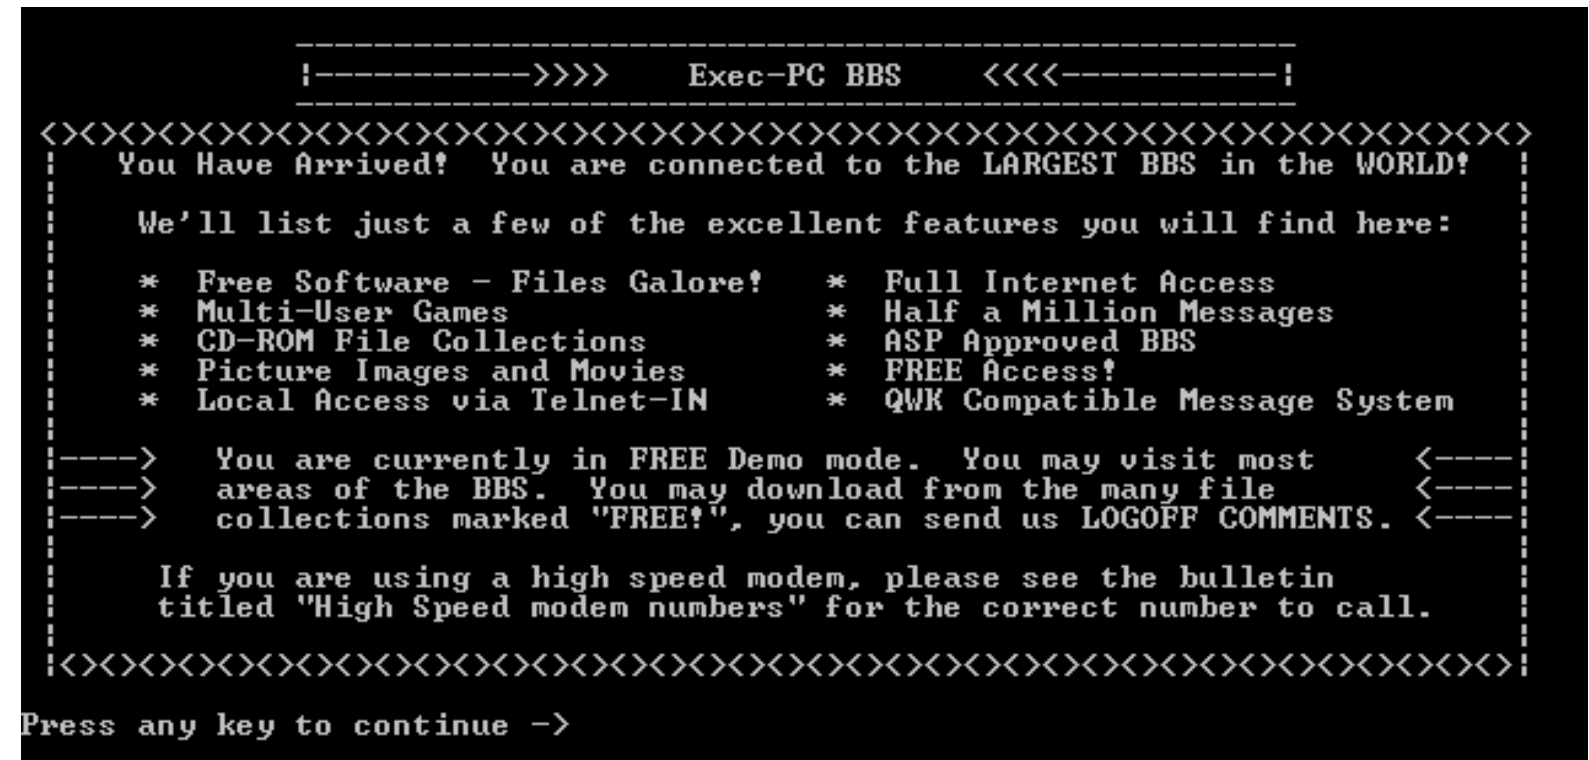 ---------------------------------------------------
¦----------->>>>    Exec-PC BBS    <<<<-----------¦
---------------------------------------------------
<><><><><><><><><><><><><><><><><><><><><><><><><><><><><><><><><><><><><><>
¦   You Have Arrived!  You are connected to the LARGEST BBS in the WORLD!  ¦
¦    We'll list just a few of the excellent features you will find here:   ¦
¦    *  Free Software - Files Galore!   *  Full Internet Access            ¦
¦    *  Multi-User Games                *  Half a Million Messages         ¦
¦    *  CD-ROM File Collections         *  ASP Approved BBS                ¦
¦    *  Picture Images and Movies       *  FREE Access!                    ¦
¦    *  Local Access via Telnet-IN      *  QWK Compatible Message System   ¦
¦---->   You are currently in FREE Demo mode.  You may visit most     <----¦
¦---->   areas of the BBS.  You may download from the many file       <----¦
¦---->   collections marked "FREE!", you can send us LOGOFF COMMENTS. <----¦
¦     If you are using a high speed modem, please see the bulletin         ¦
¦     titled "High Speed modem numbers" for the correct number to call.    ¦
¦<><><><><><><><><><><><><><><><><><><><><><><><><><><><><><><><><><><><><>¦
Press any key to continue ->